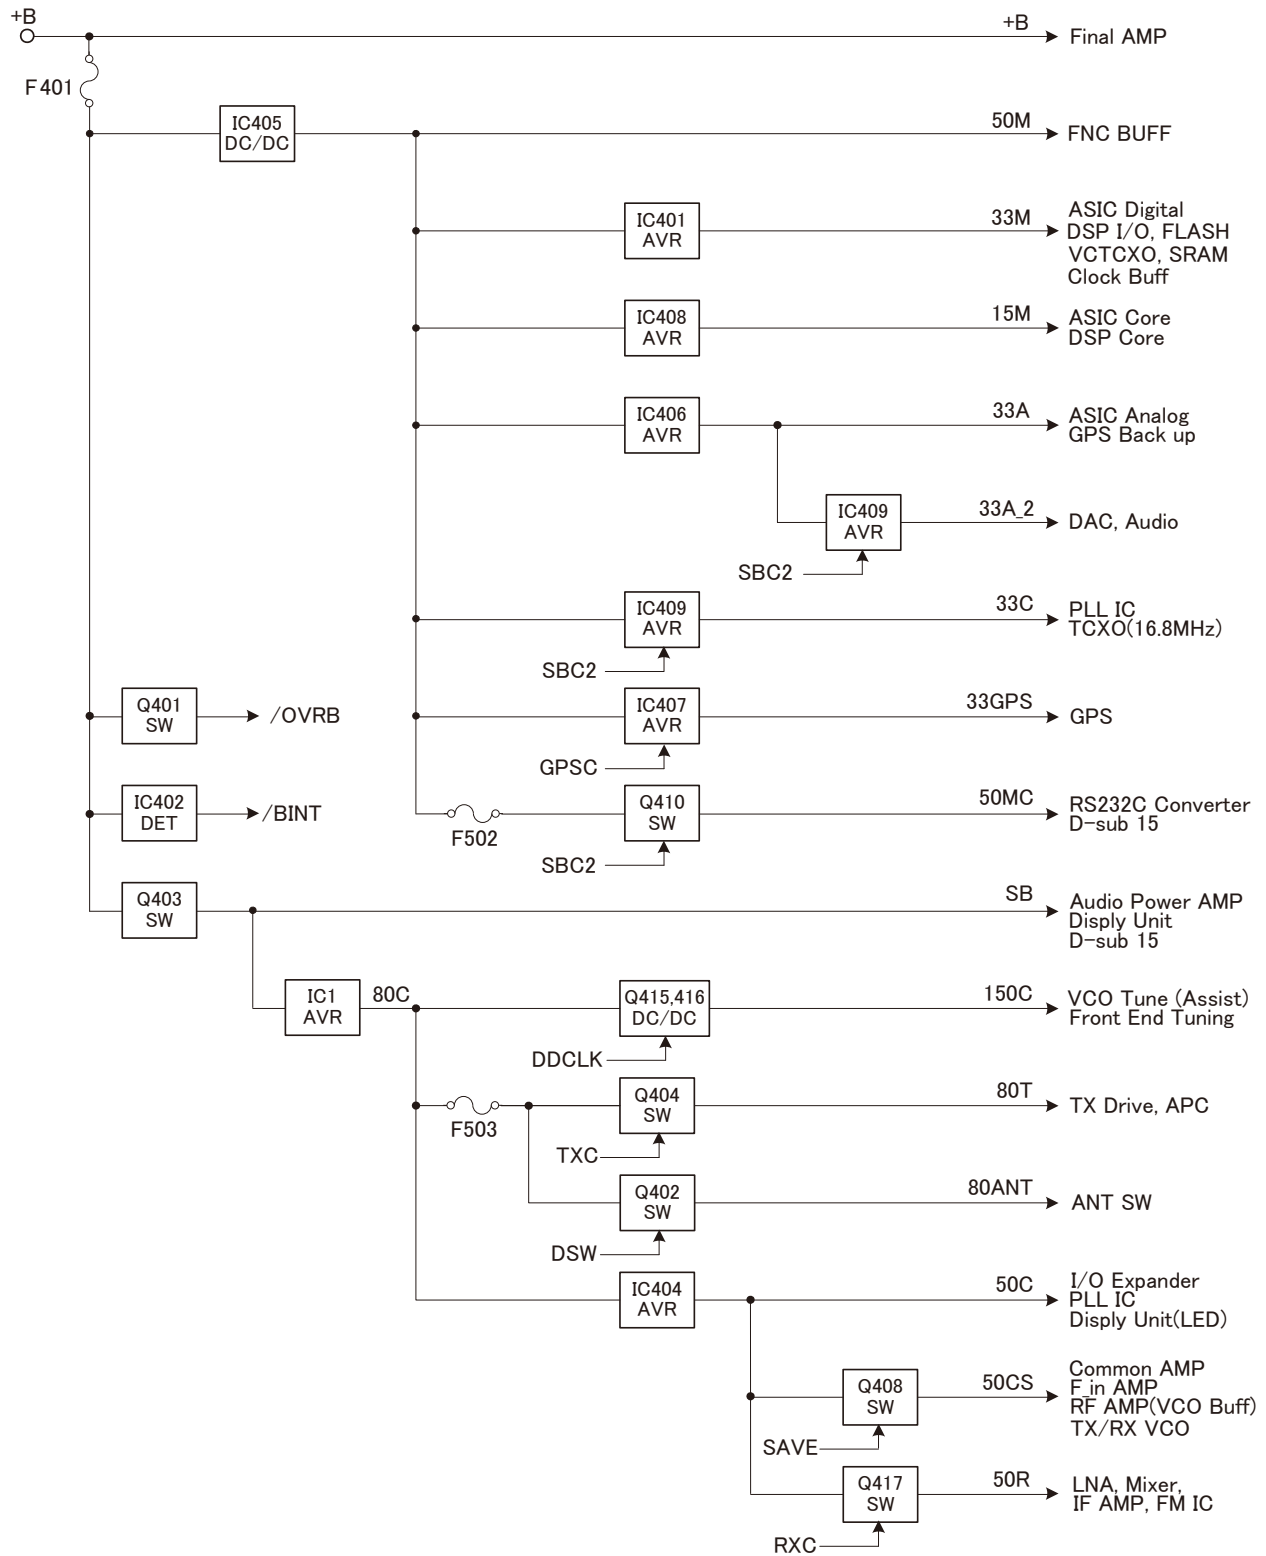 +B
+B
Final AMP
F401
IC405
DC/DC
50M
FNC BUFF
IC401
AVR
33M
ASIC Digital
DSP I/O, FLASH
VCTCXO, SRAM
Clock Buff
IC408
AVR
15M
ASIC Core
DSP Core
IC406
AVR
33A
ASIC Analog
GPS Back up
IC409
AVR
33A_2
DAC, Audio
SBC2
IC409
AVR
33C
PLL IC
TCXO(16.8MHz)
SBC2
Q401
SW
/OVRB
IC407
AVR
33GPS
GPS
GPSC
IC402
DET
/BINT
F502
Q410
SW
50MC
RS232C Converter
D-sub 15
SBC2
Q403
SW
SB
Audio Power AMP
Disply Unit
D-sub 15
IC1
AVR
80C
Q415,416
DC/DC
150C
VCO Tune (Assist)
Front End Tuning
DDCLK
F503
Q404
SW
80T
TX Drive, APC
TXC
Q402
SW
80ANT
ANT SW
DSW
IC404
AVR
50C
I/O Expander
PLL IC
Disply Unit(LED)
Q408
SW
50CS
Common AMP
F_in AMP
RF AMP(VCO Buff)
TX/RX VCO
SAVE
Q417
SW
50R
LNA, Mixer,
IF AMP, FM IC
RXC